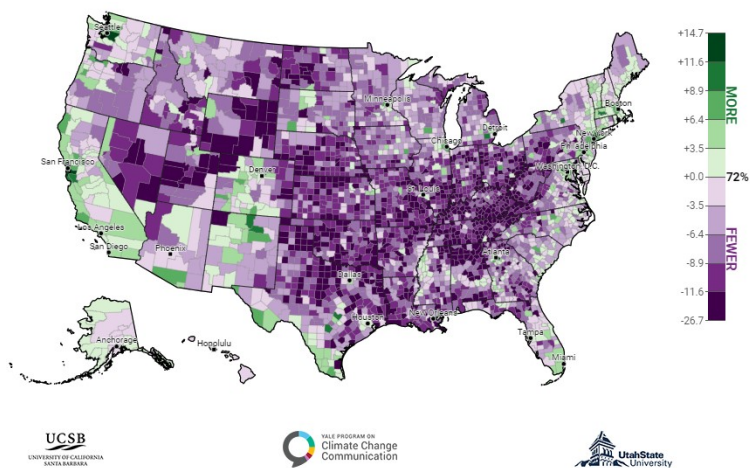 Seattle
Minneapolis
Boston
Detroit
Chicago
New York
Philadelphia
Washington, D.C.
San Francisco
Denver
St. Louis
Los Angeles
San Diego
Phoenix
Atlanta
Dallas
Houston
New Orleans
Tampa
Miami
Anchorage
Honolulu
+14.7
+11.6
+8.9
+6.4
+3.5
+0.0
-3.5
-6.4
-8.9
-11.6
-26.7
MORE
72%
FEWER
UCSB
UNIVERSITY OF CALIFORNIA
SANTA BARBARA
YALE PROGRAM ON
Climate Change
Communication
UtahState
University